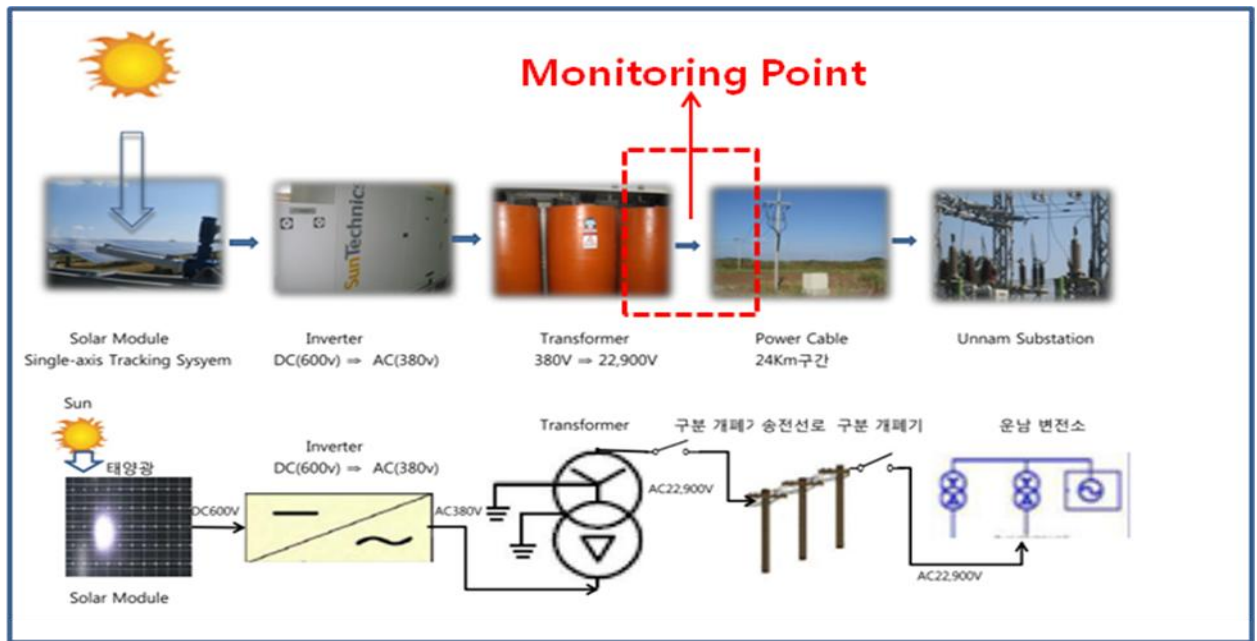 Monitoring Point
SunTechnics
Solar Module
Single-axis Tracking Sysyem
Inverter
DC(600v) ⇒ AC(380v)
Transformer
380V ⇒ 22,900V
Power Cable
24Km구간
Unnam Substation
Sun
태양광
Solar Module
DC600V
Inverter
DC(600v) ⇒ AC(380v)
AC380V
Transformer
구분 개폐기 송전선로 구분 개폐기
AC22,900V
AC22,900V
운남 변전소